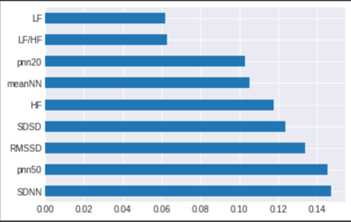 LF
LF/HF
pnn20
meanNN
HF
SDSD
RMSSD
pnn50
SDNN
0.00 0.02 0.04 0.06 0.08 0.10 0.12 0.14